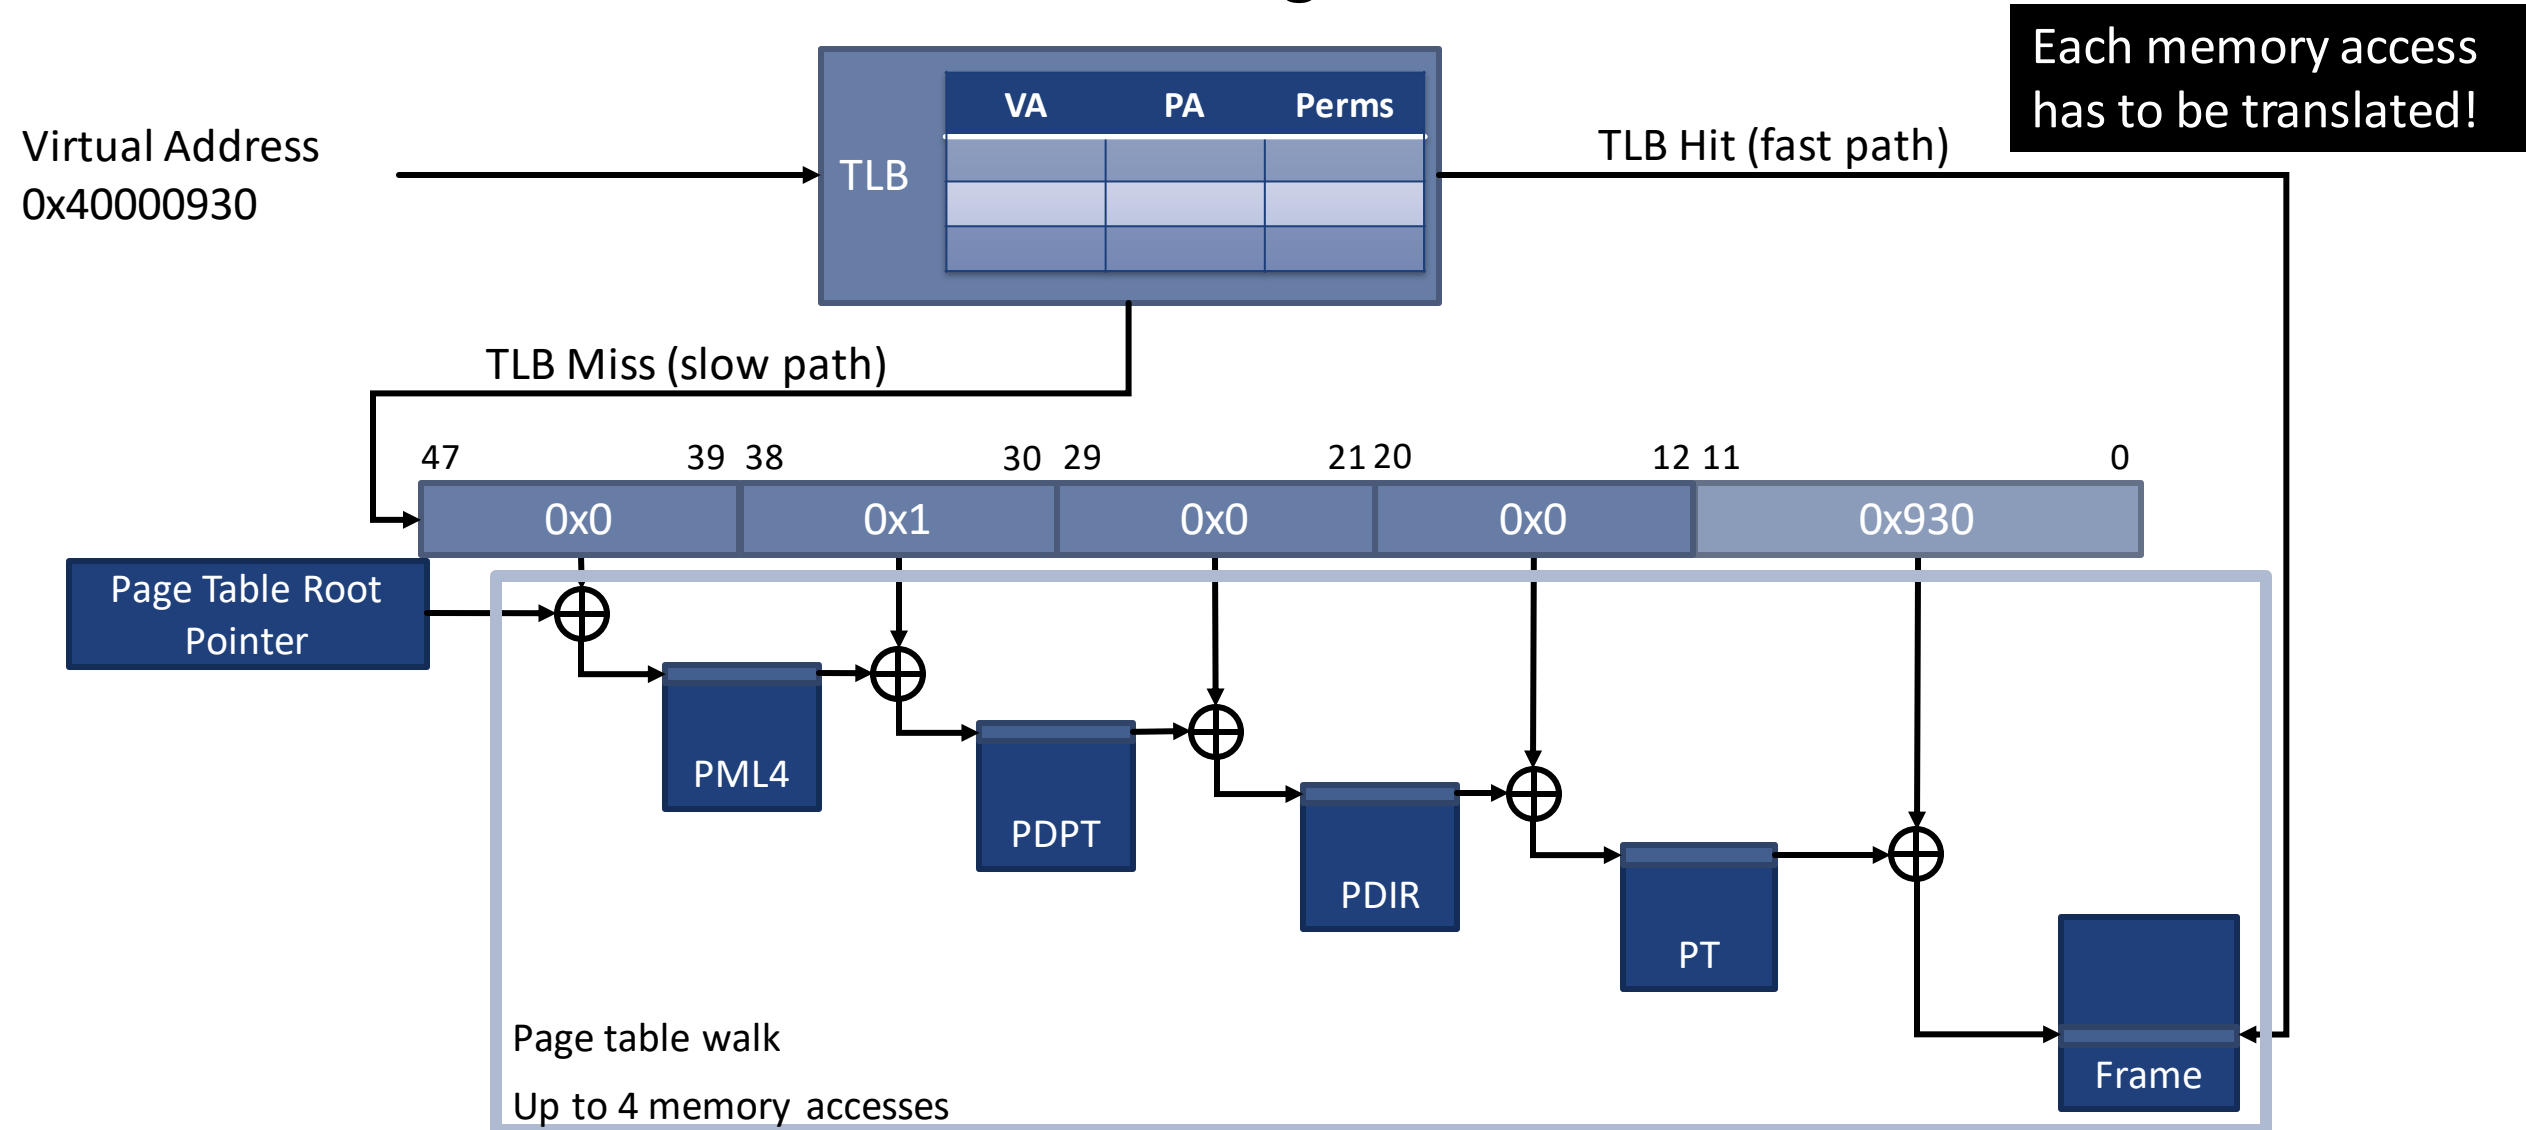 Each memory access
has to be translated!
VA PA Perms
Virtual Address
0x40000930
TLB
TLB Hit (fast path)
TLB Miss (slow path)
47 39 38 30 29 21 20 12 11 0
0x0 0x1 0x0 0x0 0x930
Page Table Root
Pointer
PML4
PDPT
PDIR
PT
Frame
Page table walk
Up to 4 memory accesses